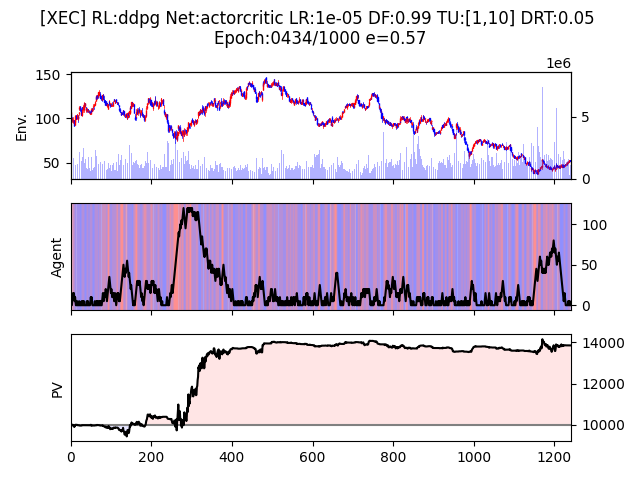 [XEC] RL:ddpg Net:actorcritic LR:1e-05 DF:0.99 TU:[1,10] DRT:0.05
Epoch:0434/1000 e=0.57
1e6
150
100
50
Env.
5
0
Agent
100
50
0
PV
14000
12000
10000
0 200 400 600 800 1000 1200